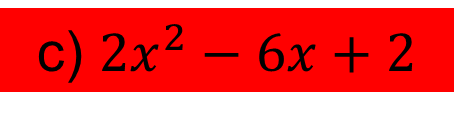 c) 2x² − 6x + 2